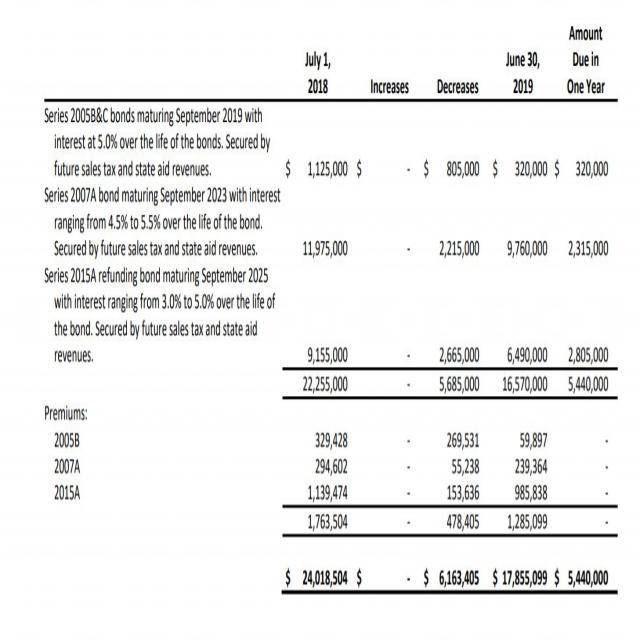 Amount
July 1, June 30, Due in
2018 Increases Decreases 2019 One Year
Series 2005B&C bonds maturing September 2019 with
interest at 5.0% over the life of the bonds. Secured by
future sales tax and state aid revenues. $ 1,125,000 $ - $ 805,000 $ 320,000 $ 320,000
Series 2007A bond maturing September 2023 with interest
ranging from 4.5% to 5.5% over the life of the bond.
Secured by future sales tax and state aid revenues. 11,975,000 - 2,215,000 9,760,000 2,315,000
Series 2015A refunding bond maturing September 2025
with interest ranging from 3.0% to 5.0% over the life of
the bond. Secured by future sales tax and state aid
revenues. 9,155,000 - 2,665,000 6,490,000 2,805,000
22,255,000 - 5,685,000 16,570,000 5,440,000
Premiums:
2005B 329,428 - 269,531 59,897 -
2007A 294,602 - 55,238 239,364 -
2015A 1,139,474 - 153,636 985,838 -
1,763,504 - 478,405 1,285,099 -
$ 24,018,504 $ - $ 6,163,405 $ 17,855,099 $ 5,440,000